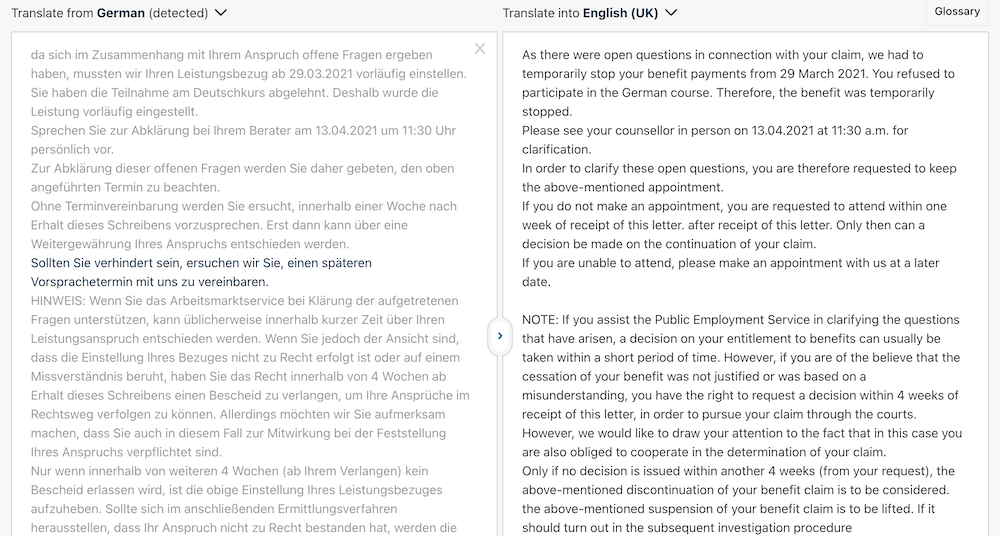 Translate from German (detected)
da sich im Zusammenhang mit Ihrem Anspruch offene Fragen ergeben
haben, mussten wir Ihren Leistungsbezug ab 29.03.2021 vorläufig einstellen.
Sie haben die Teilnahme am Deutschkurs abgelehnt. Deshalb wurde die
Leistung vorläufig eingestellt.
Sprechen Sie zur Abklärung bei Ihrem Berater am 13.04.2021 um 11:30 Uhr
persönlich vor.
Zur Abklärung dieser offenen Fragen werden Sie daher gebeten, den oben
angeführten Termin zu beachten.
Ohne Terminvereinbarung werden Sie ersucht, innerhalb einer Woche nach
Erhalt dieses Schreibens vorzusprechen. Erst dann kann über eine
Weitergewährung Ihres Anspruchs entschieden werden.
Sollten Sie verhindert sein, ersuchen wir Sie, einen späteren
Vorsprachetermin mit uns zu vereinbaren.
HINWEIS: Wenn Sie das Arbeitsmarktservice bei Klärung der aufgetretenen
Fragen unterstützen, kann üblicherweise innerhalb kurzer Zeit über Ihren
Leistungsanspruch entschieden werden. Wenn Sie jedoch der Ansicht sind,
dass die Einstellung Ihres Bezuges nicht zu Recht erfolgt ist oder auf einem
Missverständnis beruht, haben Sie das Recht innerhalb von 4 Wochen ab
Erhalt dieses Schreibens einen Bescheid zu verlangen, um Ihre Ansprüche im
Rechtsweg verfolgen zu können. Allerdings möchten wir Sie aufmerksam
machen, dass Sie auch in diesem Fall zur Mitwirkung bei der Feststellung
Ihres Anspruchs verpflichtet sind.
Nur wenn innerhalb von weiteren 4 Wochen (ab Ihrem Verlangen) kein
Bescheid erlassen wird, ist die obige Einstellung Ihres Leistungsbezuges
aufzuheben. Sollte sich im anschließenden Ermittlungsverfahren
herausstellen, dass Ihr Anspruch nicht zu Recht bestanden hat, werden die
Translate into English (UK)
Glossary
As there were open questions in connection with your claim, we had to
temporarily stop your benefit payments from 29 March 2021. You refused to
participate in the German course. Therefore, the benefit was temporarily
stopped.
Please see your counsellor in person on 13.04.2021 at 11:30 a.m. for
clarification.
In order to clarify these open questions, you are therefore requested to keep
the above-mentioned appointment.
If you do not make an appointment, you are requested to attend within one
week of receipt of this letter. after receipt of this letter. Only then can a
decision be made on the continuation of your claim.
If you are unable to attend, please make an appointment with us at a later
date.
NOTE: If you assist the Public Employment Service in clarifying the questions
that have arisen, a decision on your entitlement to benefits can usually be
taken within a short period of time. However, if you are of the believe that the
cessation of your benefit was not justified or was based on a
misunderstanding, you have the right to request a decision within 4 weeks of
receipt of this letter, in order to pursue your claim through the courts.
However, we would like to draw your attention to the fact that in this case you
are also obliged to cooperate in the determination of your claim.
Only if no decision is issued within another 4 weeks (from your request), the
above-mentioned discontinuation of your benefit claim is to be considered.
the above-mentioned suspension of your benefit claim is to be lifted. If it
should turn out in the subsequent investigation procedure